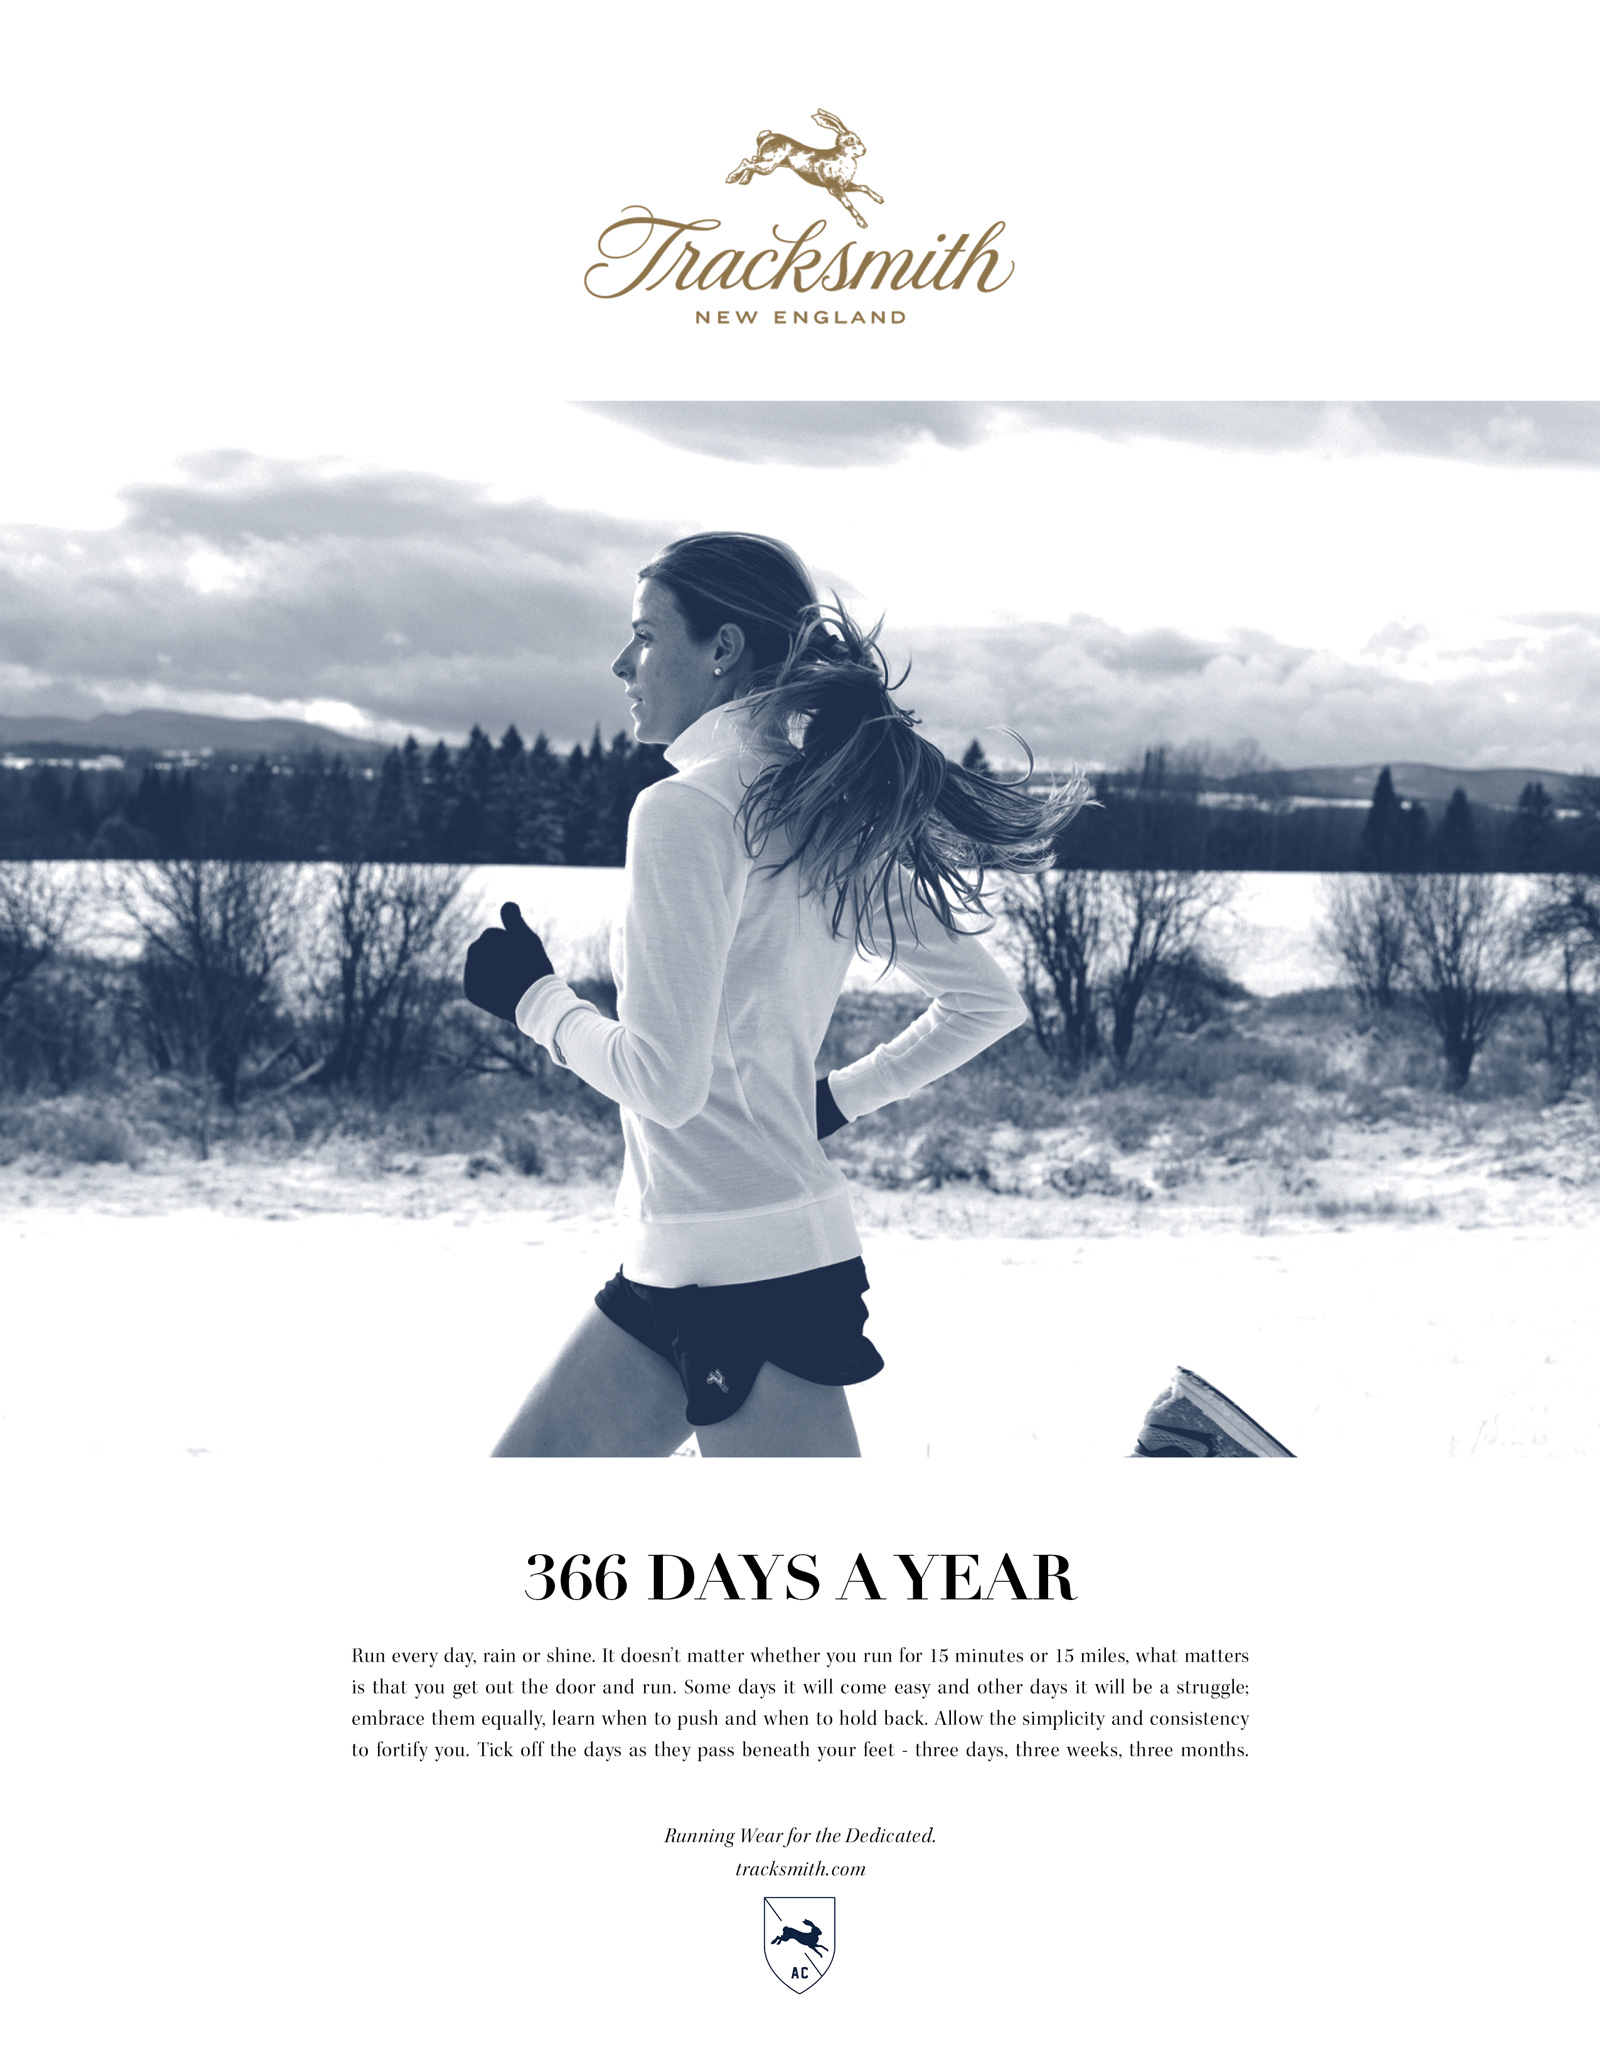 Tracksmith
NEW ENGLAND
366 DAYS A YEAR
Run every day, rain or shine. It doesn't matter whether you run for 15 minutes or 15 miles, what matters
is that you get out the door and run. Some days it will come easy and other days it will be a struggle;
embrace them equally, learn when to push and when to hold back. Allow the simplicity and consistency
to fortify you. Tick off the days as they pass beneath your feet - three days, three weeks, three months.
Running Wear for the Dedicated.
tracksmith.com
AC